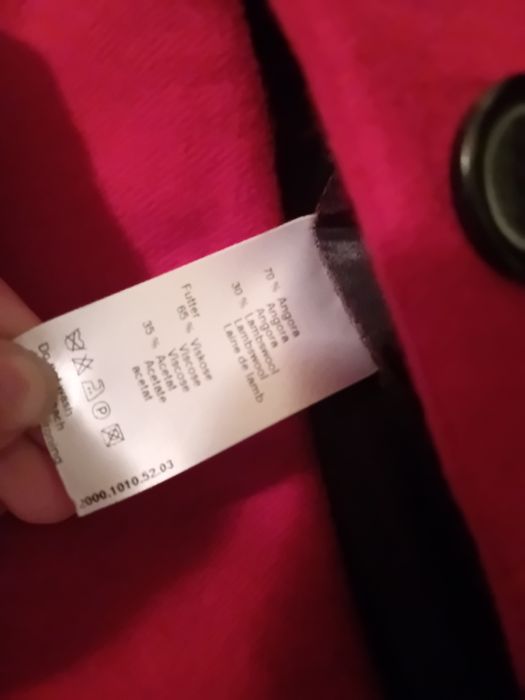 70 % Angora
Angora
Angora
30 % Lambswool
Lambswool
Laine de lamb
Futter
65 % Viskose
Viscose
Viscose
35 % Acetat
Acetate
acetat
P
2000.1010.52.03